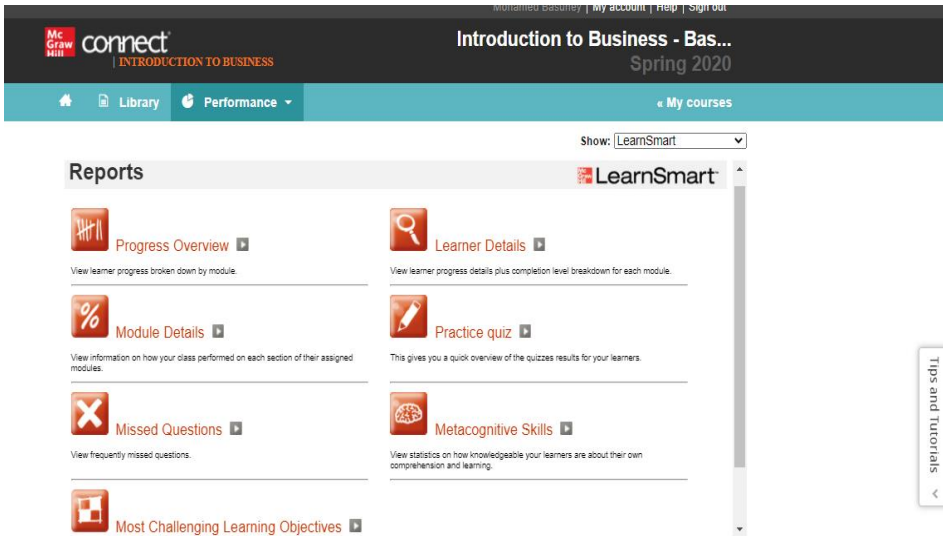 Mohamed Basuney | My account | Help | Sign out
Mc
Graw
Hill
connect
| INTRODUCTION TO BUSINESS
Introduction to Business - Bas...
Spring 2020
Library
Performance
« My courses
Show: LearnSmart
Reports
LearnSmart
Progress Overview
View learner progress broken down by module.
Learner Details
View learner progress details plus completion level breakdown for each module.
%
Module Details
View information on how your class performed on each section of their assigned
modules.
Practice quiz
This gives you a quick overview of the quizzes results for your learners.
Missed Questions
View frequently missed questions.
Metacognitive Skills
View statistics on how knowledgeable your learners are about their own
comprehension and learning.
Most Challenging Learning Objectives
Tips and Tutorials